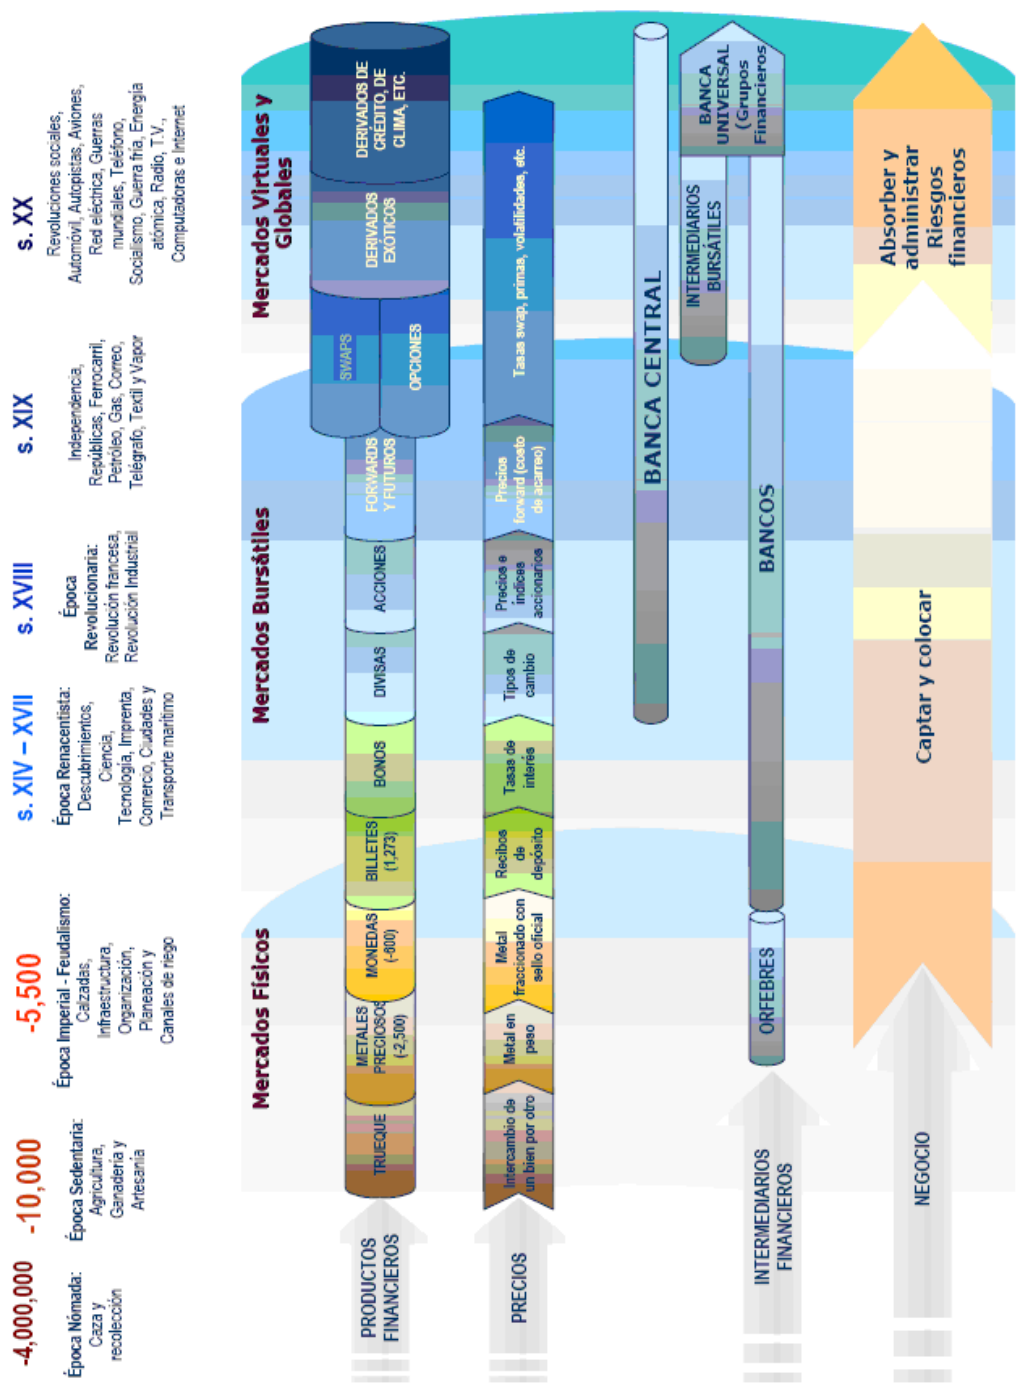 -4,000,000
Época Nómada:
Caza y
recolección
-10,000
Época Sedentaria:
Agricultura,
Ganadería y
Artesania
-5,500
Época Imperial - Feudalismo:
Calzadas,
Infraestructura,
Organización,
Planeación y
Canales de riego
s. XIV – XVII
Época Renacentista:
Descubrimientos,
Ciencia,
Tecnología, Imprenta,
Comercio, Ciudades y
Transporte marítimo
s. XVIII
Época
Revolucionaria:
Revolución francesa,
Revolución Industrial
s. XIX
Independencia,
Repúblicas, Ferrocarril,
Petróleo, Gas, Correo,
Telégrafo, Textil y Vapor
s. XX
Revoluciones sociales,
Automóvil, Autopistas, Aviones,
Red eléctrica, Guerras
mundiales, Teléfono,
Socialismo, Guerra fría, Energía
atómica, Radio, T.V.,
Computadoras e Internet
Mercados Físicos
Mercados Bursátiles
Mercados Virtuales y
Globales
PRODUCTOS
FINANCIEROS
TRUEQUE
METALES
PRECIOSOS
(-2,500)
MONEDAS
(-600)
BILLETES
(1,273)
BONOS
DIVISAS
ACCIONES
FORWARDS
Y FUTUROS
SWAPS
OPCIONES
DERIVADOS
EXÓTICOS
DERIVADOS DE
CRÉDITO, DE
CLIMA, ETC.
PRECIOS
Intercambio de
un bien por otro
Metal en
peso
Metal
fraccionado con
sello oficial
Recibos
de
depósito
Tasas de
interés
Tipos de
cambio
Precios e
índices
accionarios
Precios
forward (costo
de acarreo)
Tasas swap, primas, volatilidades, etc.
INTERMEDIARIOS
FINANCIEROS
ORFEBRES
BANCOS
BANCA CENTRAL
INTERMEDIARIOS
BURSÁTILES
BANCA
UNIVERSAL
(Grupos
Financieros
NEGOCIO
Captar y colocar
Absorber y
administrar
Riesgos
financieros